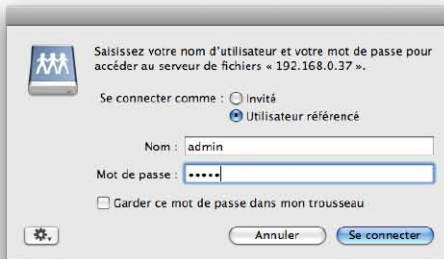 Saisissez votre nom d'utilisateur et votre mot de passe pour
accéder au serveur de fichiers « 192.168.0.37 ».
Se connecter comme : Invité
Utilisateur référencé
Nom : admin
Mot de passe : •••••
Garder ce mot de passe dans mon trousseau
Annuler Se connecter